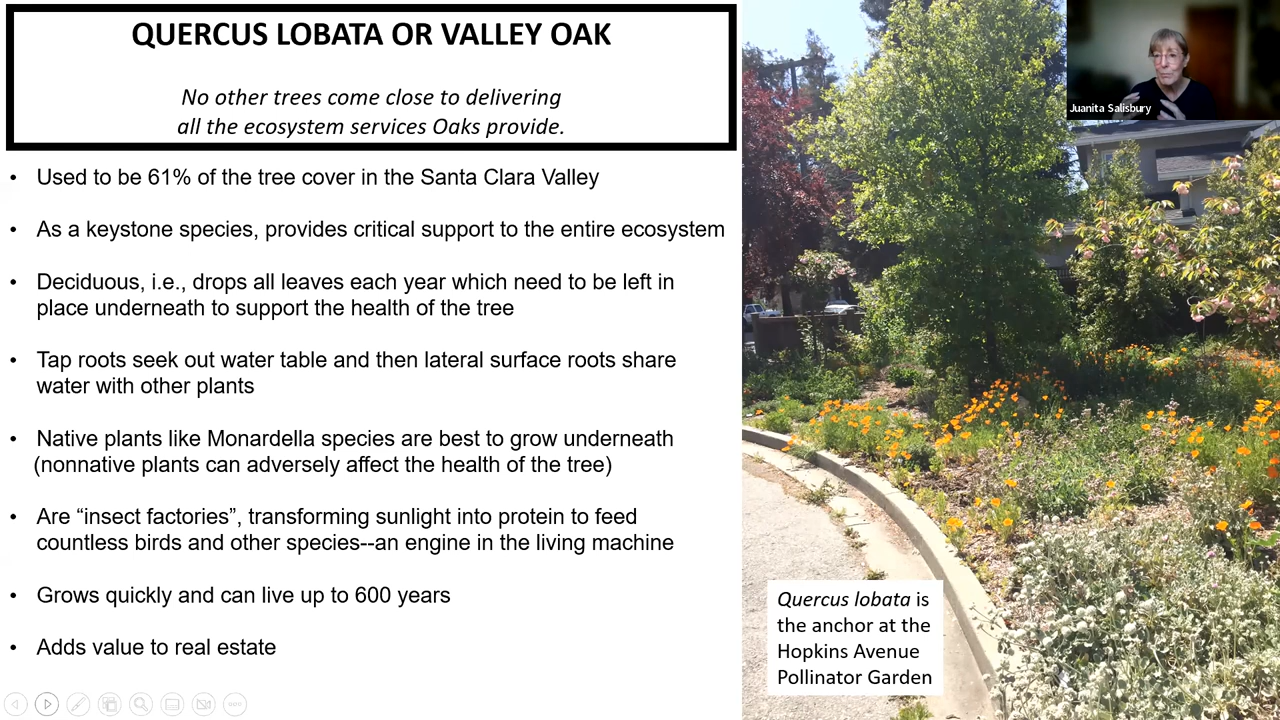 QUERCUS LOBATA OR VALLEY OAK
No other trees come close to delivering
all the ecosystem services Oaks provide.
• Used to be 61% of the tree cover in the Santa Clara Valley
• As a keystone species, provides critical support to the entire ecosystem
• Deciduous, i.e., drops all leaves each year which need to be left in
place underneath to support the health of the tree
• Tap roots seek out water table and then lateral surface roots share
water with other plants
• Native plants like Monardella species are best to grow underneath
(nonnative plants can adversely affect the health of the tree)
• Are “insect factories”, transforming sunlight into protein to feed
countless birds and other species--an engine in the living machine
• Grows quickly and can live up to 600 years
• Adds value to real estate
Juanita Salisbury
Quercus lobata is
the anchor at the
Hopkins Avenue
Pollinator Garden